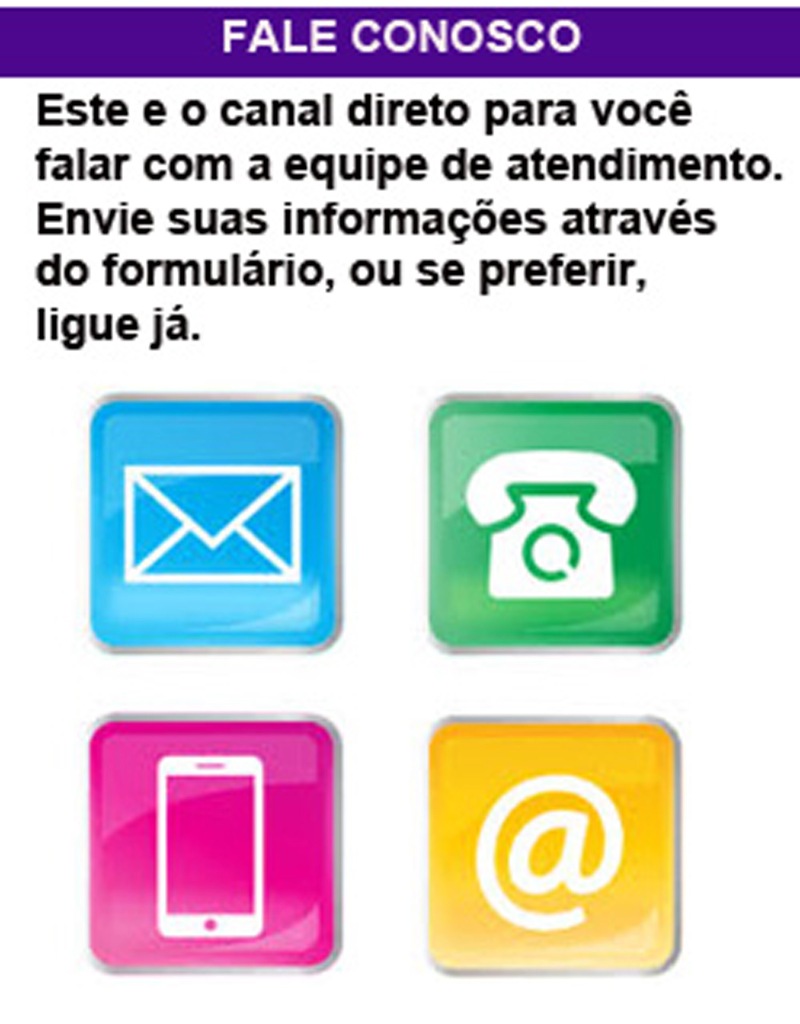 FALE CONOSCO
Este e o canal direto para você
falar com a equipe de atendimento.
Envie suas informações através
do formulário, ou se preferir,
ligue já.
@